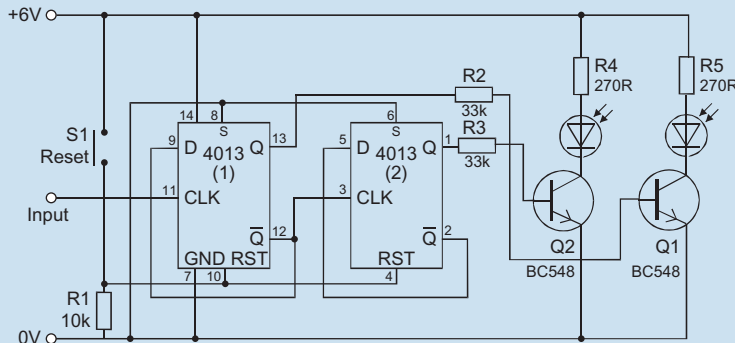 +6V
R4
270R
R5
270R
R2
33k
14
8
S
6
S
S1
Reset
9
D
4013
(1)
Q
13
5
D
4013
(2)
Q
1
R3
33k
11
CLK
3
CLK
Input
Q
12
Q
2
Q2
BC548
Q1
BC548
GND
RST
7
10
RST
4
R1
10k
0V